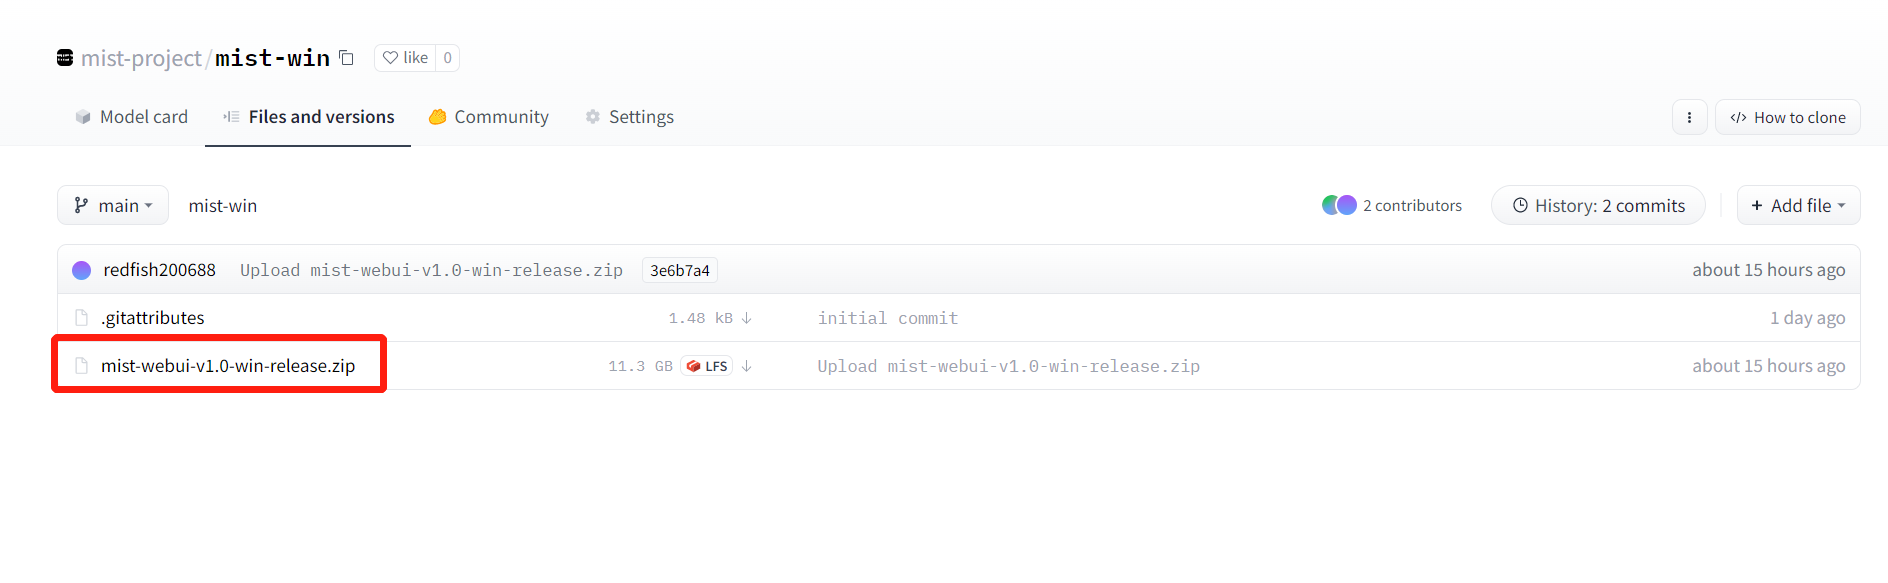 mist-project/mist-win like 0
Model card Files and versions Community Settings How to clone
main mist-win 2 contributors History: 2 commits + Add file
redfish200688 Upload mist-webui-v1.0-win-release.zip 3e6b7a4 about 15 hours ago
.gitattributes 1.48 kB initial commit 1 day ago
mist-webui-v1.0-win-release.zip 11.3 GB LFS Upload mist-webui-v1.0-win-release.zip about 15 hours ago